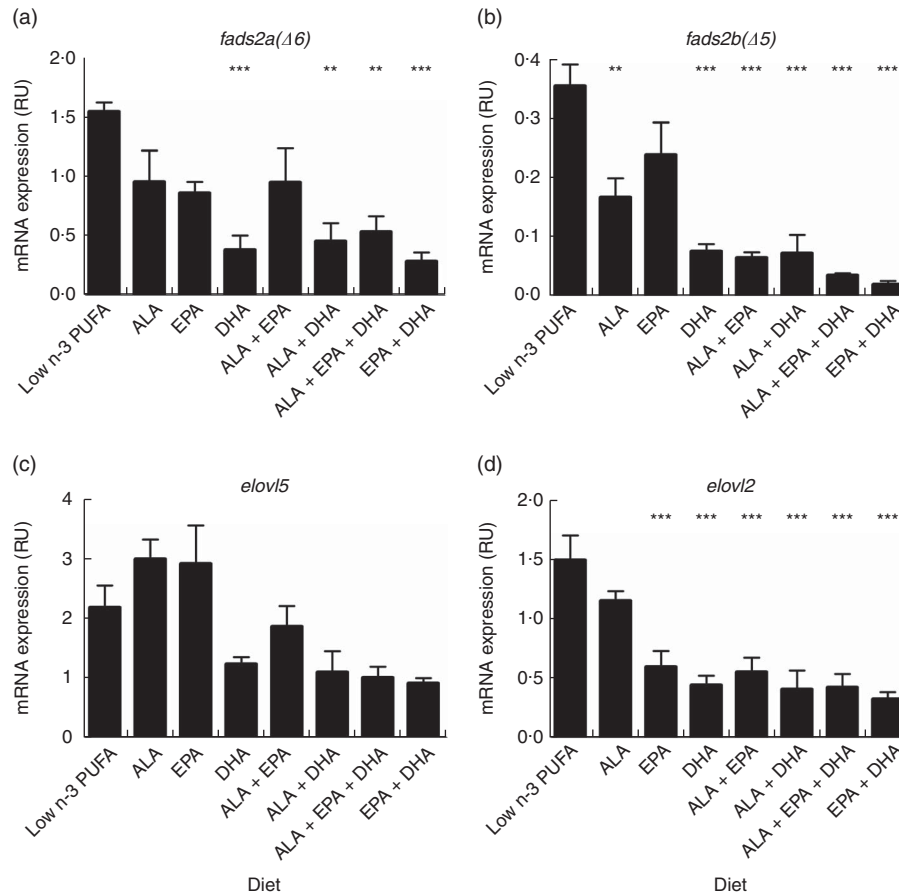 (a)
fads2a(Δ6)
2·0
1·5
1·0
0·5
0·0
mRNA expression (RU)
*** ** ** ***
Low n-3 PUFA
ALA
EPA
DHA
ALA + EPA
ALA + DHA
ALA + EPA + DHA
EPA + DHA
(b)
fads2b(Δ5)
0·4
0·3
0·2
0·1
0·0
mRNA expression (RU)
** *** *** *** *** ***
Low n-3 PUFA
ALA
EPA
DHA
ALA + EPA
ALA + DHA
ALA + EPA + DHA
EPA + DHA
(c)
elovl5
4
3
2
1
0
mRNA expression (RU)
Low n-3 PUFA
ALA
EPA
DHA
ALA + EPA
ALA + DHA
ALA + EPA + DHA
EPA + DHA
Diet
(d)
elovl2
2·0
1·5
1·0
0·5
0·0
mRNA expression (RU)
*** *** *** *** *** ***
Low n-3 PUFA
ALA
EPA
DHA
ALA + EPA
ALA + DHA
ALA + EPA + DHA
EPA + DHA
Diet